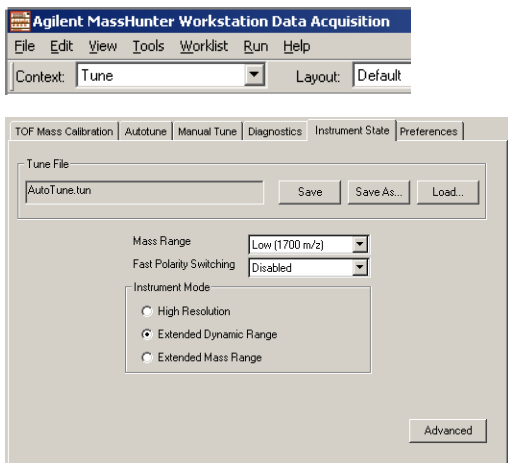 Agilent MassHunter Workstation Data Acquisition
File Edit View Tools Worklist Run Help
Context: Tune Layout: Default
TOF Mass Calibration Autotune Manual Tune Diagnostics Instrument State Preferences
Tune File
AutoTune.tun Save Save As... Load...
Mass Range Low (1700 m/z)
Fast Polarity Switching Disabled
Instrument Mode
High Resolution
Extended Dynamic Range
Extended Mass Range
Advanced